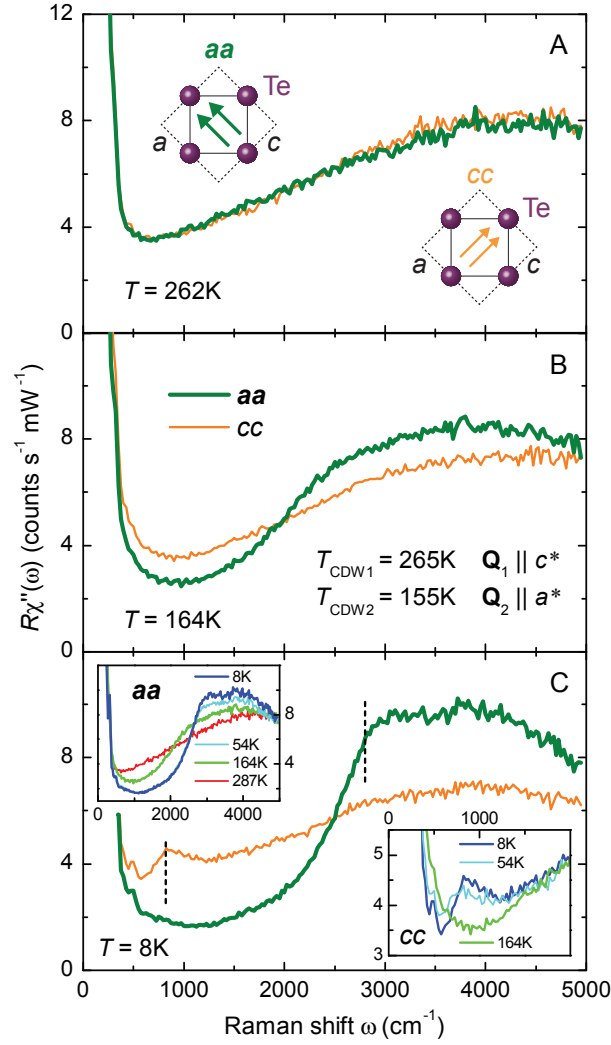 12
8
4
0
A
aa
Te
a
c
cc
Te
a
c
T = 262K
8
4
0
B
aa
cc
T_CDW1 = 265K Q₁ || c*
T_CDW2 = 155K Q₂ || a*
T = 164K
Rχ''(ω) (counts s⁻¹ mW⁻¹)
8
4
0
C
aa
8K
54K
164K
287K
8
4
0 2000 4000
0 1000
5
4
3
8K
54K
164K
cc
T = 8K
0 1000 2000 3000 4000 5000
Raman shift ω (cm⁻¹)